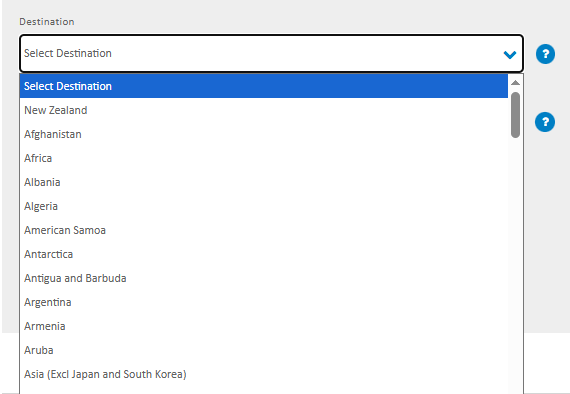 Destination
Select Destination
?
Select Destination
New Zealand
Afghanistan
?
Africa
Albania
Algeria
American Samoa
Antarctica
Antigua and Barbuda
Argentina
Armenia
Aruba
Asia (Excl Japan and South Korea)